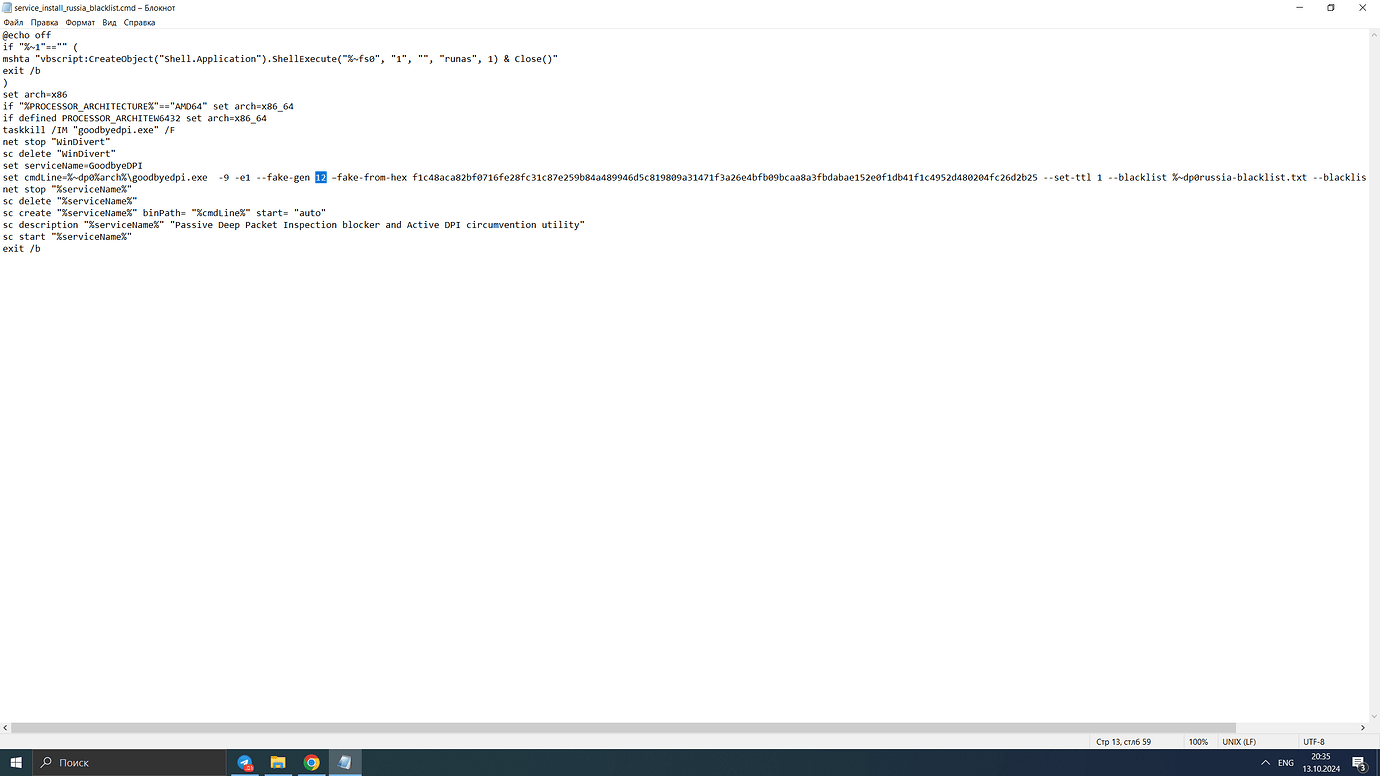 service_install_russia_blacklist.cmd – Блокнот
Файл Правка Формат Вид Справка
@echo off
if "%~1"=="" (
mshta "vbscript:CreateObject("Shell.Application").ShellExecute("%~fs0", "1", "", "runas", 1) & Close()"
exit /b
)
set arch=x86
if "%PROCESSOR_ARCHITECTURE%"=="AMD64" set arch=x86_64
if defined PROCESSOR_ARCHITEW6432 set arch=x86_64
taskkill /IM "goodbyedpi.exe" /F
net stop "WinDivert"
sc delete "WinDivert"
set serviceName=GoodbyeDPI
set cmdLine=%~dp0%arch%\goodbyedpi.exe  -9 -e1 --fake-gen 12 –fake-from-hex f1c48aca82bf0716fe28fc31c87e259b84a489946d5c819809a31471f3a26e4bfb09bcaa8a3fbdabae152e0f1db41f1c4952d480204fc26d2b25 --set-ttl 1 --blacklist %~dp0russia-blacklist.txt --blacklis
net stop "%serviceName%"
sc delete "%serviceName%"
sc create "%serviceName%" binPath= "%cmdLine%" start= "auto"
sc description "%serviceName%" "Passive Deep Packet Inspection blocker and Active DPI circumvention utility"
sc start "%serviceName%"
exit /b
Стр 13, стлб 59
100%
UNIX (LF)
UTF-8
Поиск
ENG
20:35
13.10.2024
3